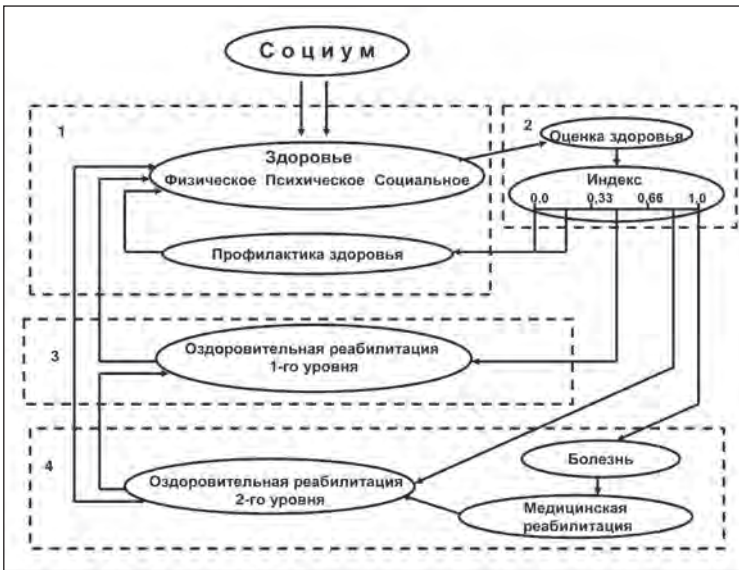 Социум
1
Здоровье
Физическое Психическое Социальное
Профилактика здоровья
2
Оценка здоровья
Индекс
0,0 0,33 0,66 1,0
3
Оздоровительная реабилитация
1-го уровня
4
Оздоровительная реабилитация
2-го уровня
Болезнь
Медицинская
реабилитация